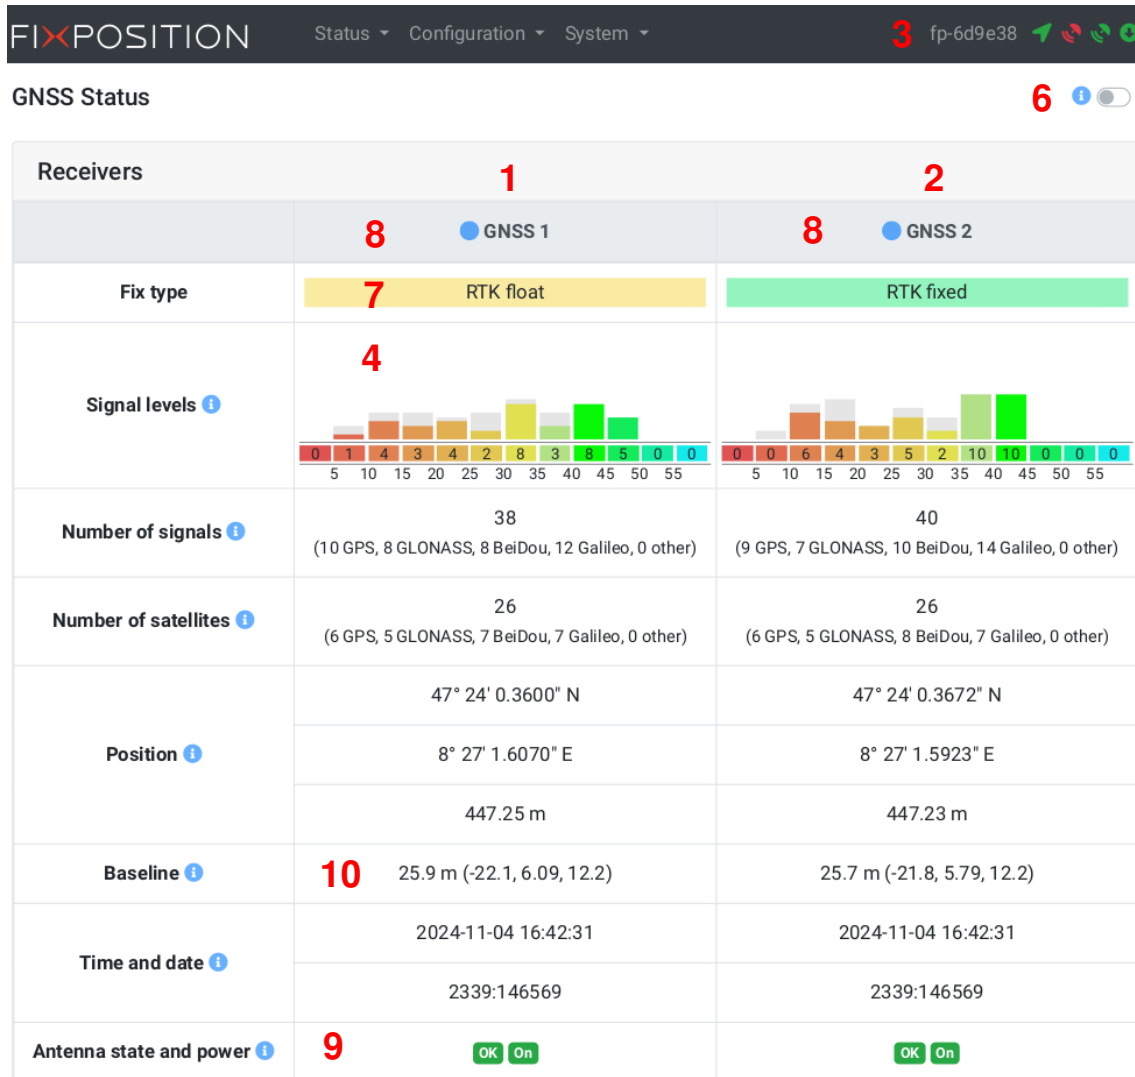 FIXPOSITION Status Configuration System 3 fp-6d9e38
GNSS Status 6
Receivers 1 2
8 GNSS 1 8 GNSS 2
Fix type 7 RTK float RTK fixed
4
Signal levels
0 1 4 3 4 2 8 3 8 5 0 0 0 0 6 4 3 5 2 10 10 0 0 0
5 10 15 20 25 30 35 40 45 50 55 5 10 15 20 25 30 35 40 45 50 55
Number of signals 38 40
(10 GPS, 8 GLONASS, 8 BeiDou, 12 Galileo, 0 other) (9 GPS, 7 GLONASS, 10 BeiDou, 14 Galileo, 0 other)
Number of satellites 26 26
(6 GPS, 5 GLONASS, 7 BeiDou, 7 Galileo, 0 other) (6 GPS, 5 GLONASS, 8 BeiDou, 7 Galileo, 0 other)
47° 24' 0.3600" N 47° 24' 0.3672" N
Position 8° 27' 1.6070" E 8° 27' 1.5923" E
447.25 m 447.23 m
Baseline 10 25.9 m (-22.1, 6.09, 12.2) 25.7 m (-21.8, 5.79, 12.2)
2024-11-04 16:42:31 2024-11-04 16:42:31
Time and date
2339:146569 2339:146569
Antenna state and power 9 OK On OK On